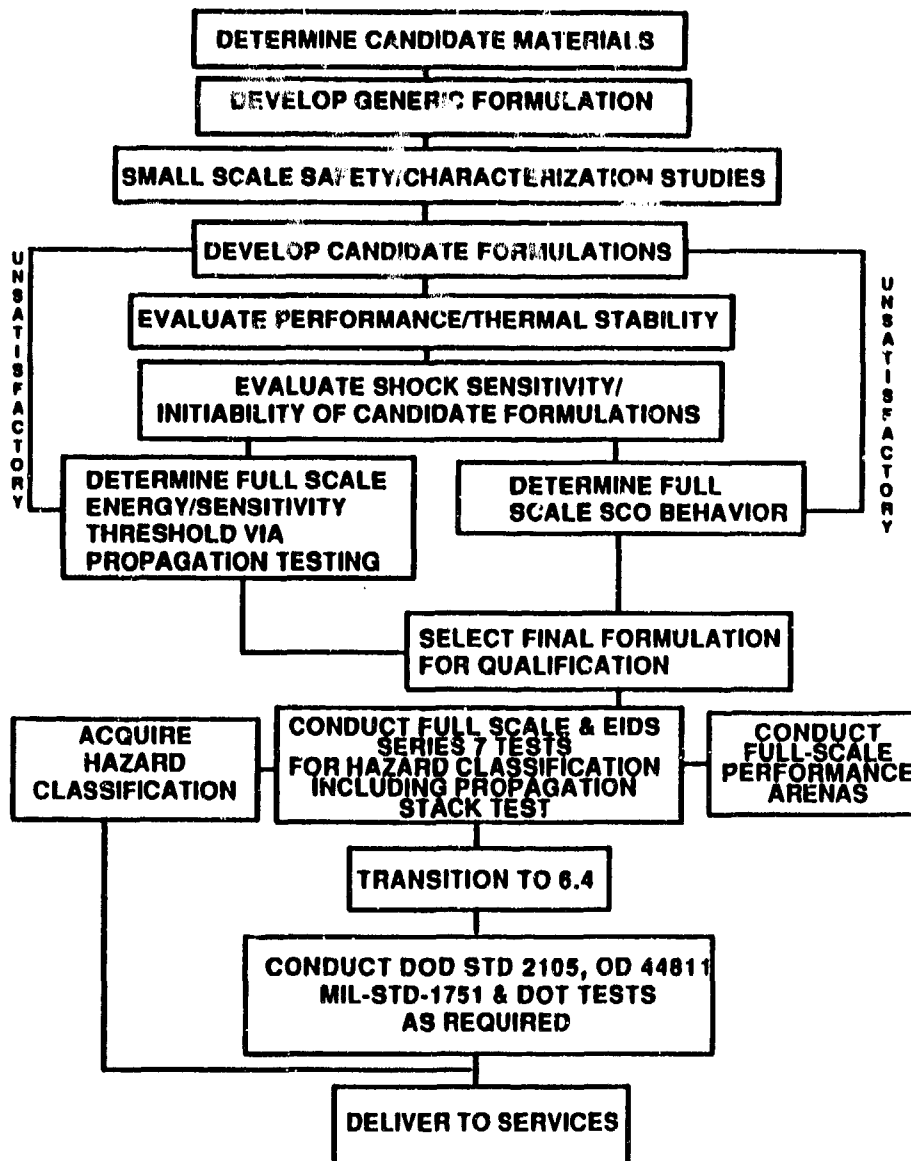 DETERMINE CANDIDATE MATERIALS
DEVELOP GENERIC FORMULATION
SMALL SCALE SAFETY/CHARACTERIZATION STUDIES
DEVELOP CANDIDATE FORMULATIONS
UNSATISFACTORY
UNSATISFACTORY
EVALUATE PERFORMANCE/THERMAL STABILITY
EVALUATE SHOCK SENSITIVITY/
INITIABILITY OF CANDIDATE FORMULATIONS
DETERMINE FULL SCALE
ENERGY/SENSITIVITY
THRESHOLD VIA
PROPAGATION TESTING
DETERMINE FULL
SCALE SCO BEHAVIOR
SELECT FINAL FORMULATION
FOR QUALIFICATION
ACQUIRE
HAZARD
CLASSIFICATION
CONDUCT FULL SCALE & EIDS
SERIES 7 TESTS
FOR HAZARD CLASSIFICATION
INCLUDING PROPAGATION
STACK TEST
CONDUCT
FULL-SCALE
PERFORMANCE
ARENAS
TRANSITION TO 6.4
CONDUCT DOD STD 2105, OD 44811
MIL-STD-1751 & DOT TESTS
AS REQUIRED
DELIVER TO SERVICES